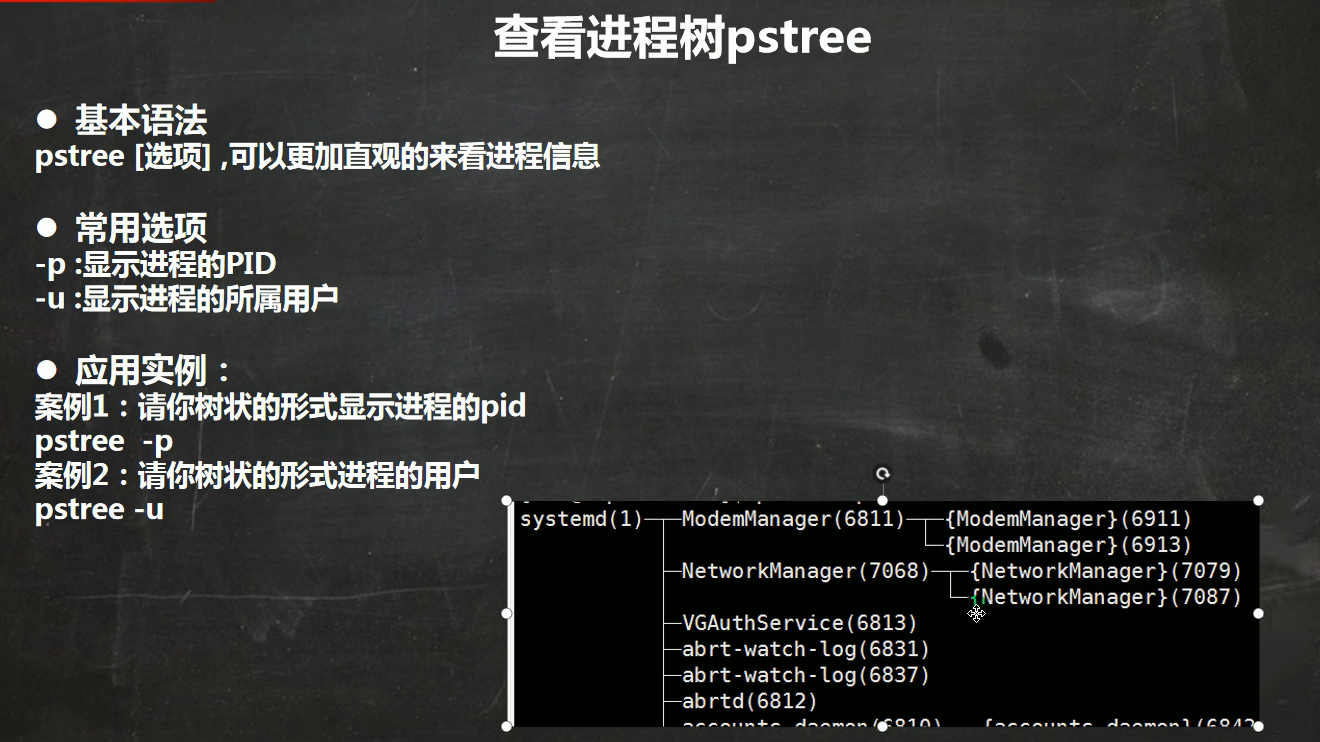 查看进程树pstree
● 基本语法
pstree [选项] ,可以更加直观的来看进程信息
● 常用选项
-p :显示进程的PID
-u :显示进程的所属用户
● 应用实例：
案例1：请你树状的形式显示进程的pid
pstree  -p
案例2：请你树状的形式进程的用户
pstree -u
systemd(1)─┬─ModemManager(6811)─┬─{ModemManager}(6911)
└─{ModemManager}(6913)
├─NetworkManager(7068)─┬─{NetworkManager}(7079)
└─{NetworkManager}(7087)
├─VGAuthService(6813)
├─abrt-watch-log(6831)
├─abrt-watch-log(6837)
├─abrtd(6812)